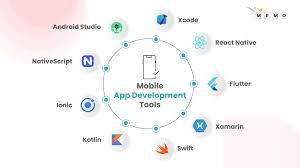 MEMO
Android Studio
Xcode
React Native
NativeScript
Mobile
App Development
Tools
Flutter
Ionic
Xamarin
Kotlin
Swift